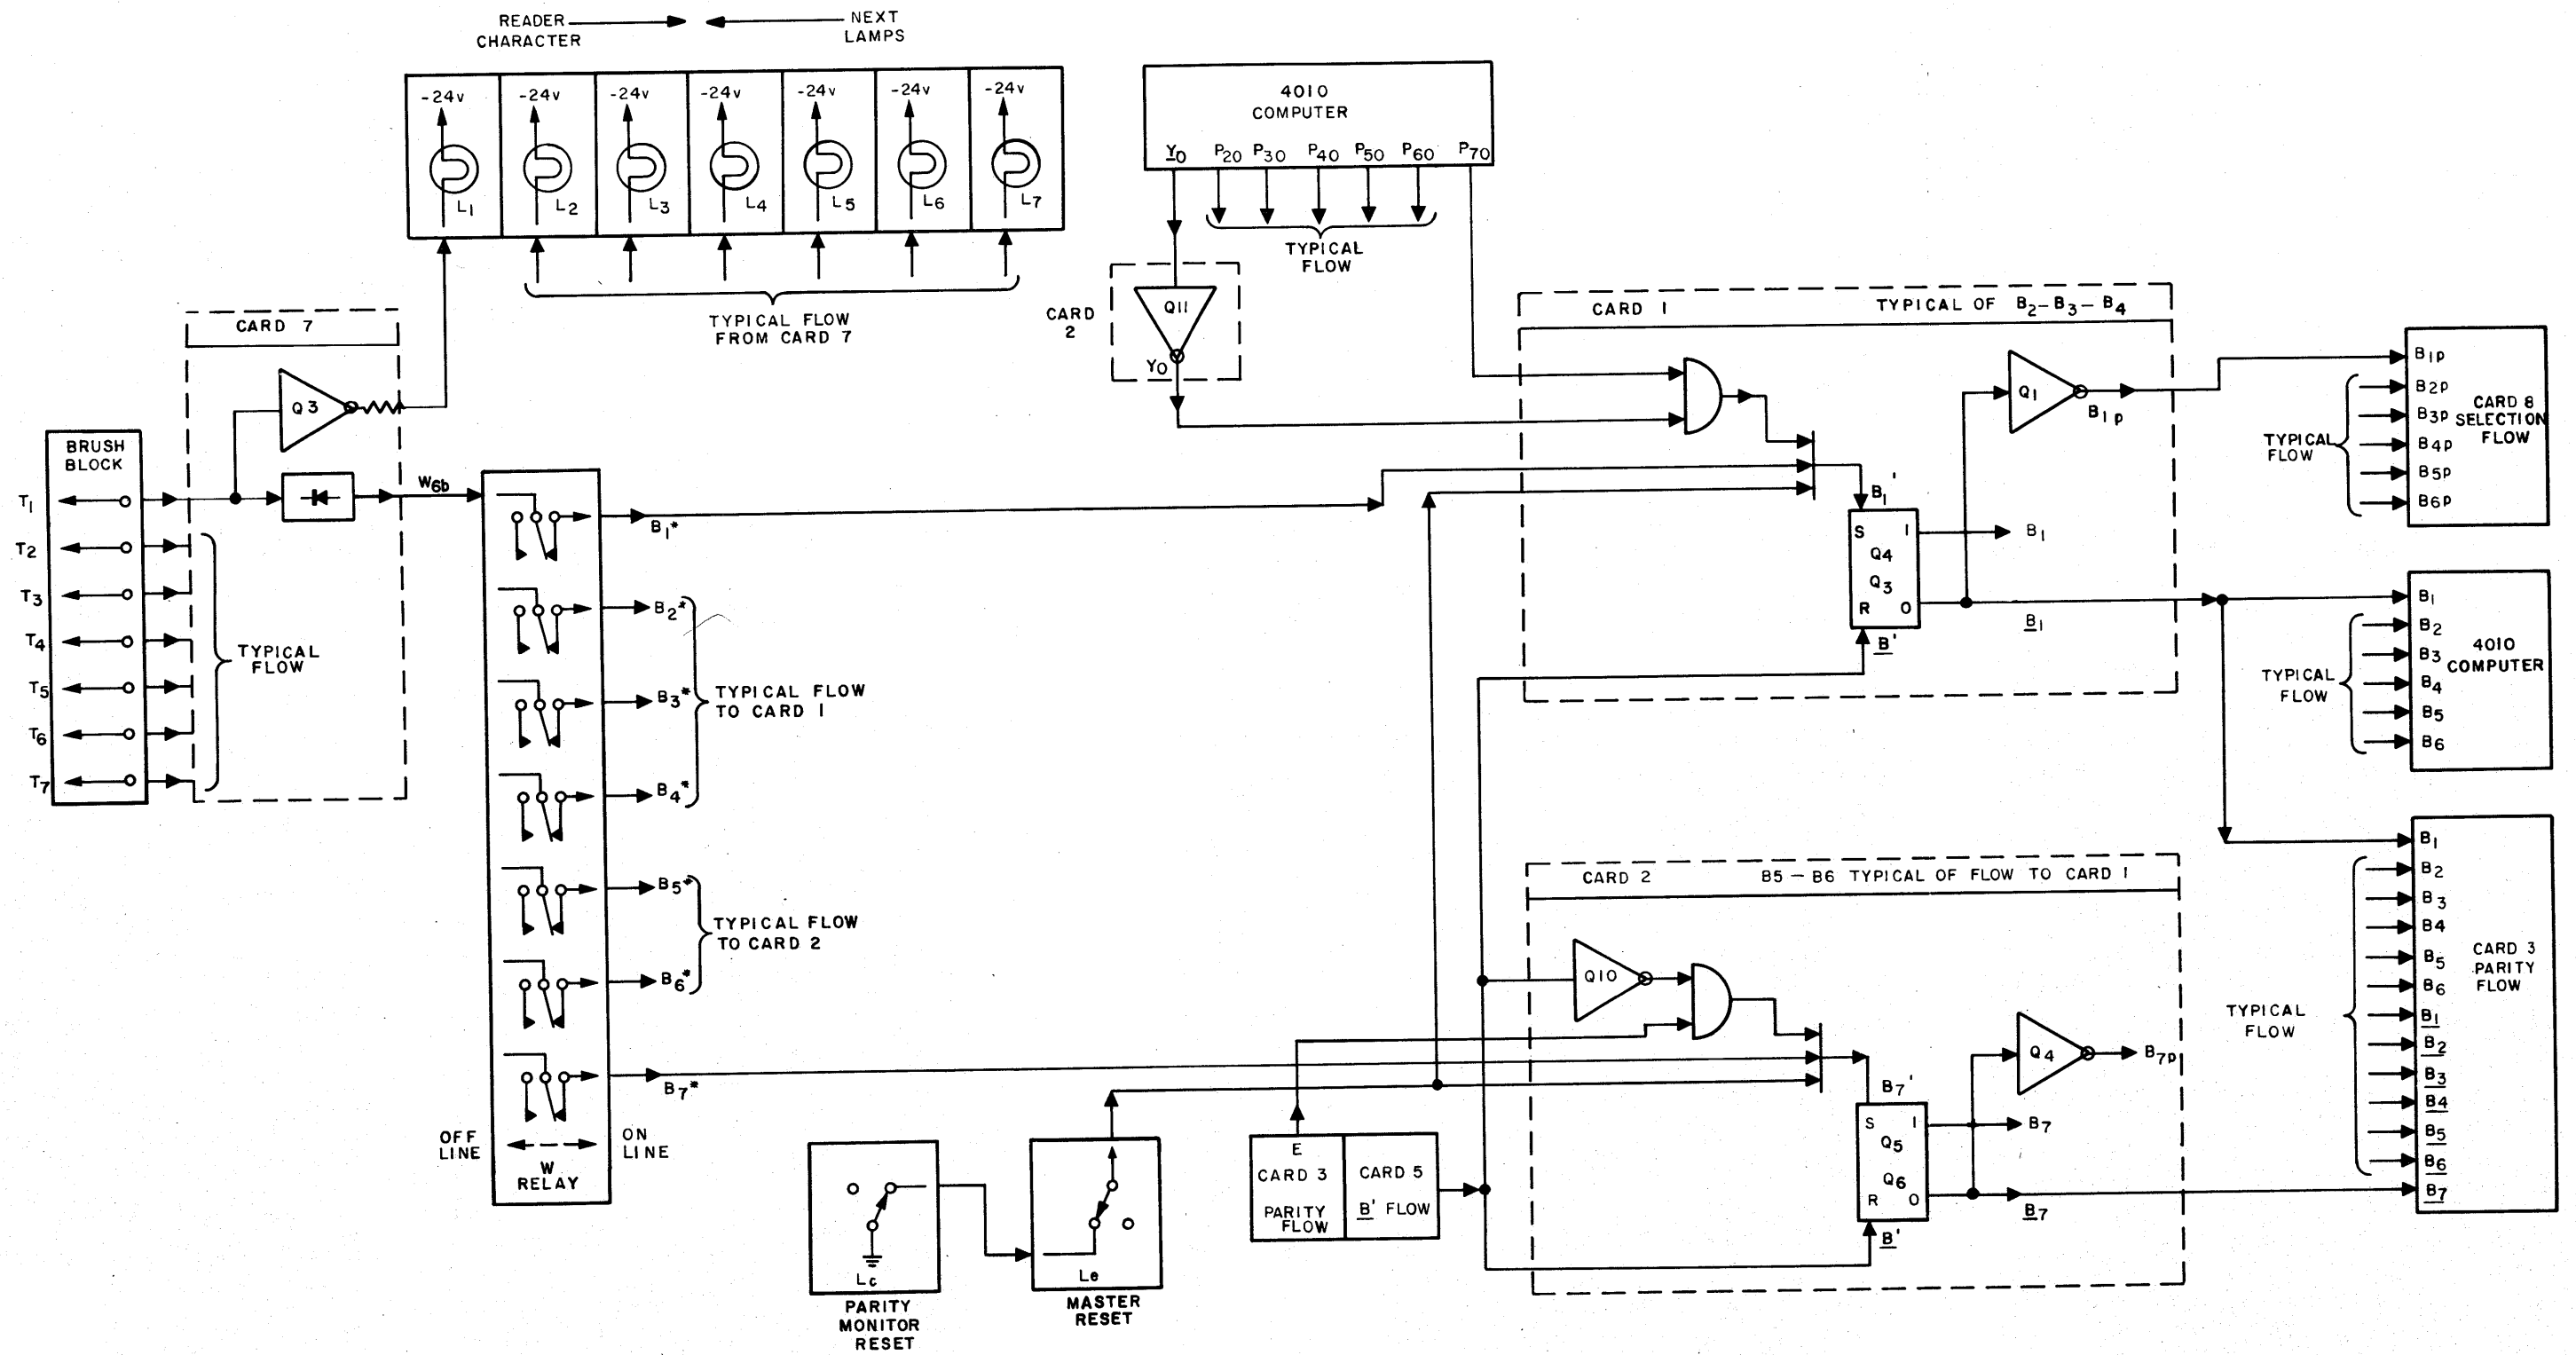 READER
CHARACTER
NEXT
LAMPS
-24v
-24v
-24v
-24v
-24v
-24v
-24v
L1
L2
L3
L4
L5
L6
L7
TYPICAL FLOW
FROM CARD 7
4010
COMPUTER
Y0
P20
P30
P40
P50
P60
P70
TYPICAL
FLOW
CARD
2
Q11
Y0
CARD 7
Q3
BRUSH
BLOCK
T1
T2
T3
T4
T5
T6
T7
TYPICAL
FLOW
W6b
B1*
B2*
B3*
B4*
TYPICAL FLOW
TO CARD 1
B5*
B6*
TYPICAL FLOW
TO CARD 2
B7*
OFF
LINE
ON
LINE
W
RELAY
Lc
PARITY
MONITOR
RESET
Le
MASTER
RESET
E
CARD 3
PARITY
FLOW
CARD 5
B' FLOW
CARD 1
TYPICAL OF B2-B3-B4
Q1
B1p
B1'
S 1
Q4
Q3
R 0
B1
B1
B'
CARD 2
B5-B6 TYPICAL OF FLOW TO CARD 1
Q10
Q4
B7p
B7'
S 1
Q5
Q6
R 0
B7
B7
B'
B1p
B2p
B3p
B4p
B5p
B6p
CARD 8
SELECTION
FLOW
TYPICAL
FLOW
B1
B2
B3
B4
B5
B6
4010
COMPUTER
TYPICAL
FLOW
B1
B2
B3
B4
B5
B6
B1
B2
B3
B4
B5
B6
B7
CARD 3
PARITY
FLOW
TYPICAL
FLOW